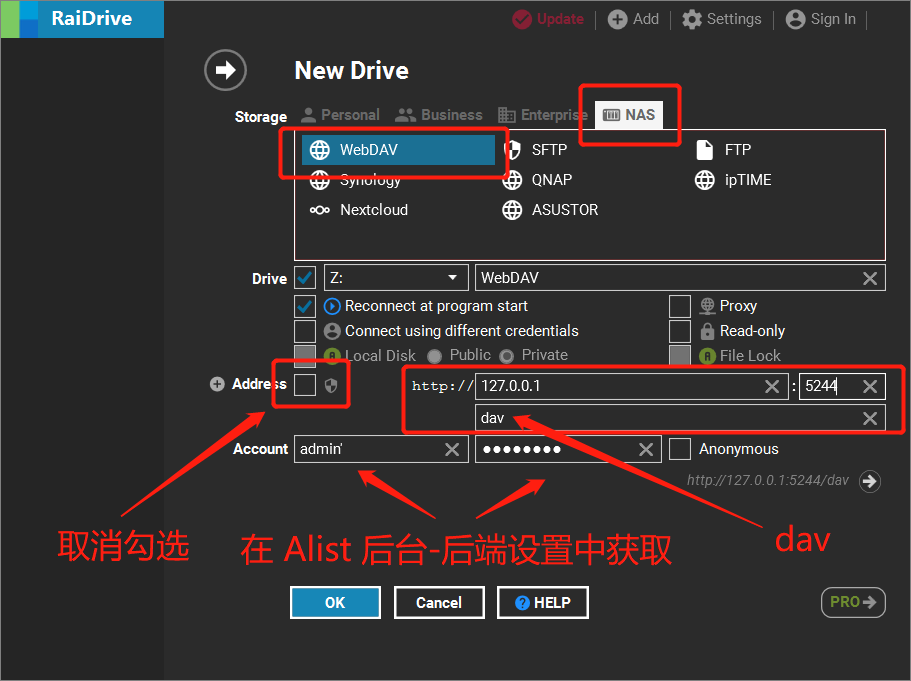 RaiDrive
Update Add Settings Sign In
New Drive
Storage Personal Business Enterprise NAS
WebDAV SFTP FTP
Synology QNAP ipTIME
Nextcloud ASUSTOR
Drive Z: WebDAV
Reconnect at program start Proxy
Connect using different credentials Read-only
Local Disk Public Private File Lock
Address http:// 127.0.0.1 : 5244
dav
Account admin' Anonymous
http://127.0.0.1:5244/dav
取消勾选 在 Alist 后台-后端设置中获取 dav
OK Cancel HELP PRO